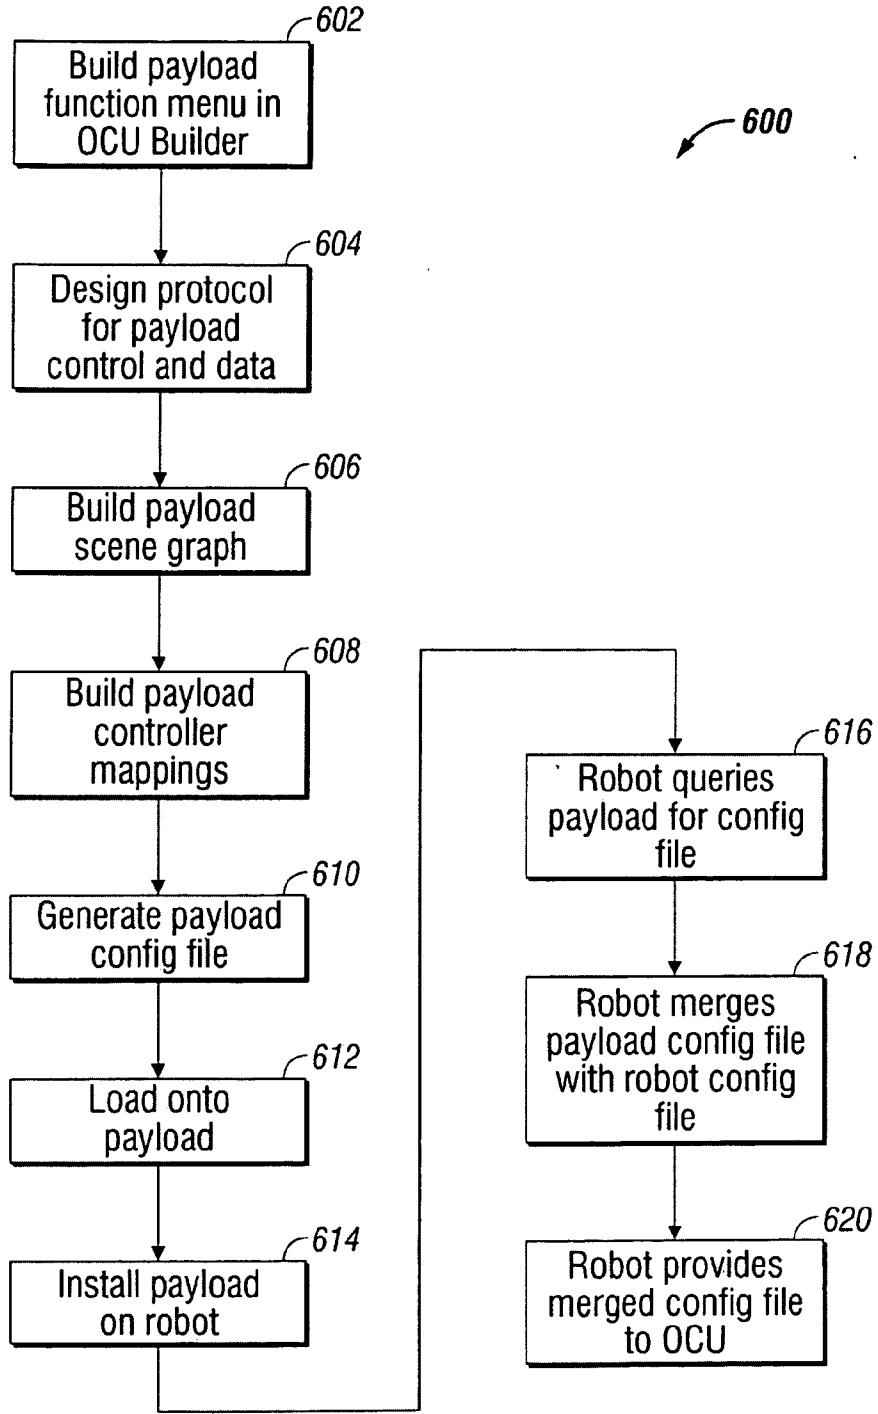 602
Build payload
function menu in
OCU Builder
600
604
Design protocol
for payload
control and data
606
Build payload
scene graph
608
Build payload
controller
mappings
610
Generate payload
config file
612
Load onto
payload
614
Install payload
on robot
616
Robot queries
payload for config
file
618
Robot merges
payload config file
with robot config
file
620
Robot provides
merged config file
to OCU